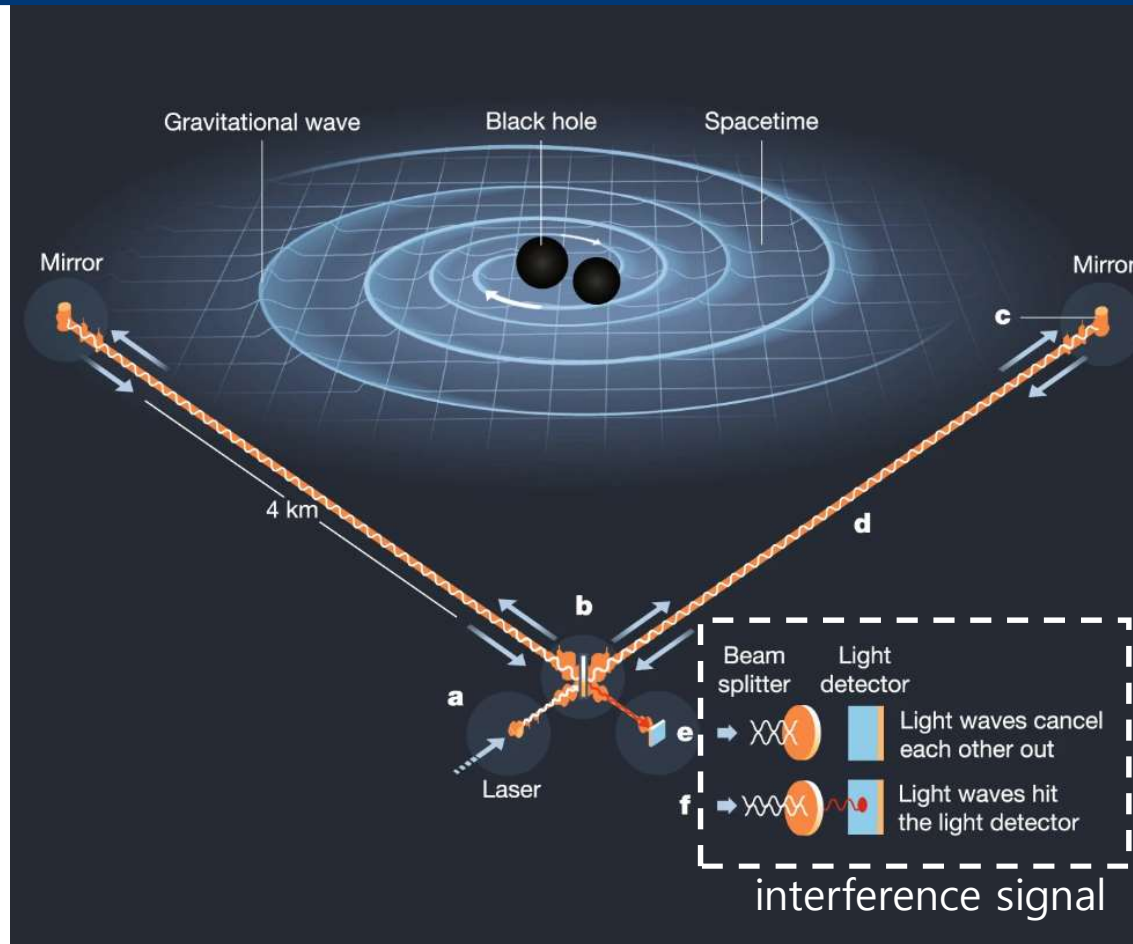 Gravitational wave
Black hole
Spacetime
Mirror
Mirror
c
4 km
d
b
a
Laser
e
f
Beam
splitter
Light
detector
Light waves cancel
each other out
Light waves hit
the light detector
interference signal